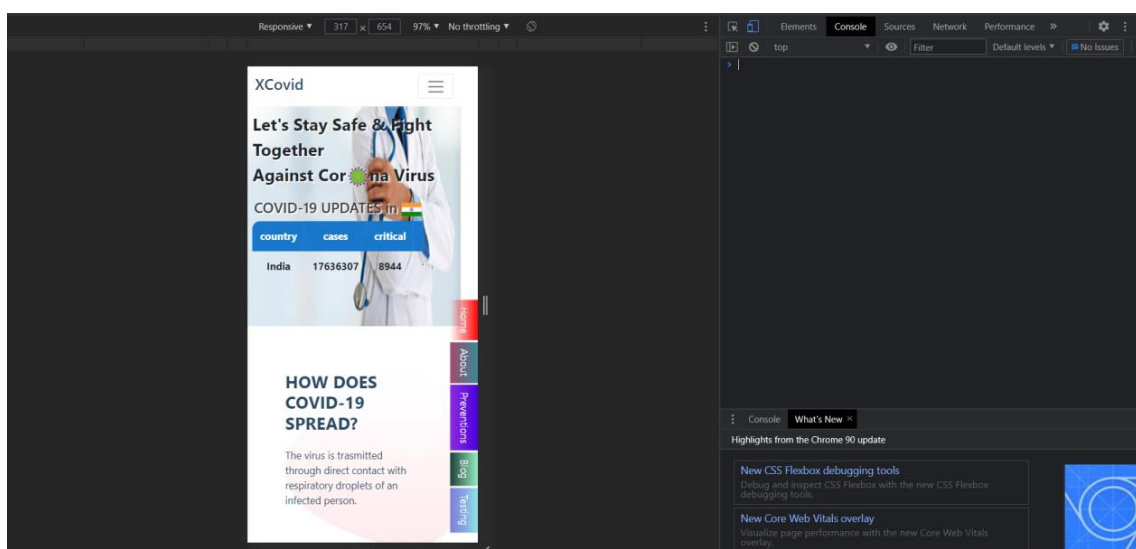 Responsive ▼ 317 x 654 97% ▼ No throttling ▼
Elements Console Sources Network Performance »
top ▼ Filter Default levels ▼ No Issues
>
XCovid
Let's Stay Safe & Fight
Together
Against Cor na Virus
COVID-19 UPDATES in
country cases critical
India 17636307 8944
Home
About
Preventions
Blog
Testing
HOW DOES
COVID-19
SPREAD?
The virus is trasmitted
through direct contact with
respiratory droplets of an
infected person.
Console What's New ×
Highlights from the Chrome 90 update
New CSS Flexbox debugging tools
Debug and inspect CSS Flexbox with the new CSS Flexbox
debugging tools.
New Core Web Vitals overlay
Visualize page performance with the new Core Web Vitals
overlay.